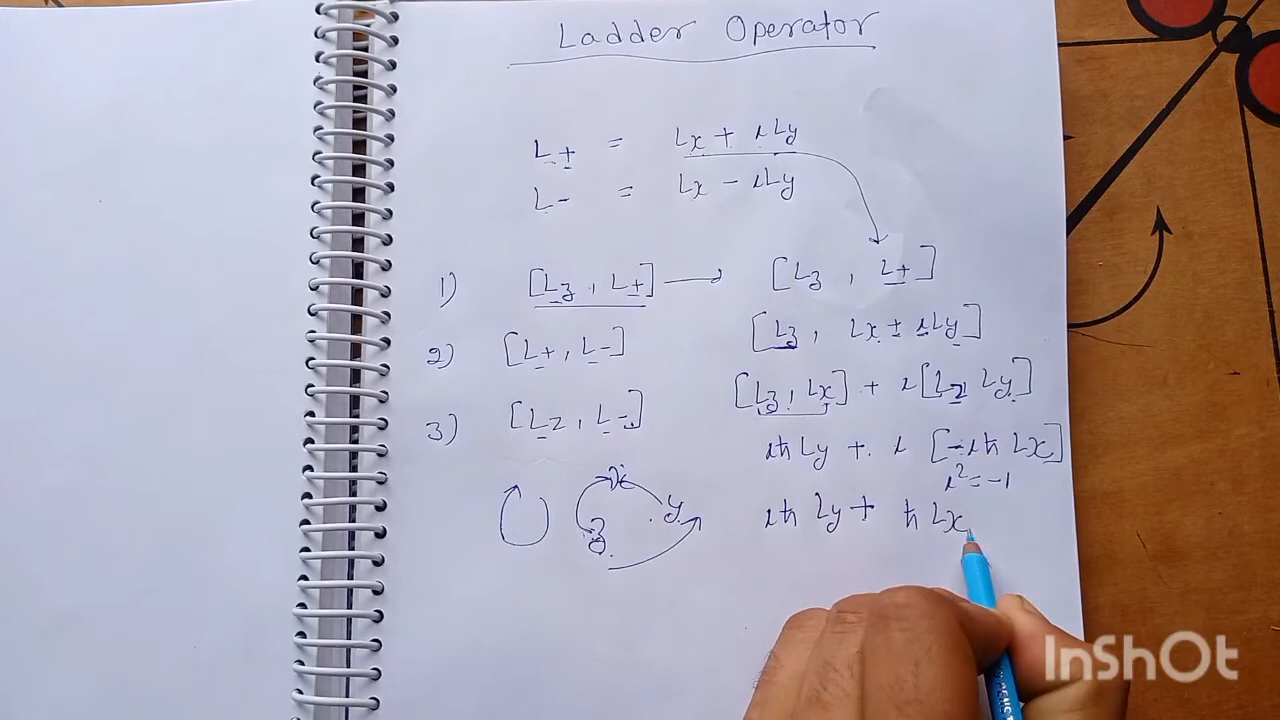 Ladder Operator
L+ = Lx + iLy
L- = Lx - iLy
1) [Lz , L+] → [Lz , L+]
[Lz , Lx ± iLy]
2) [L+ , L-]
[Lz , Lx] + i[Lz Ly]
3) [Lz , L-]
iħ Ly + i [-iħ Lx]
i² = -1
x
y
z
iħ Ly + ħ Lx
InShOt